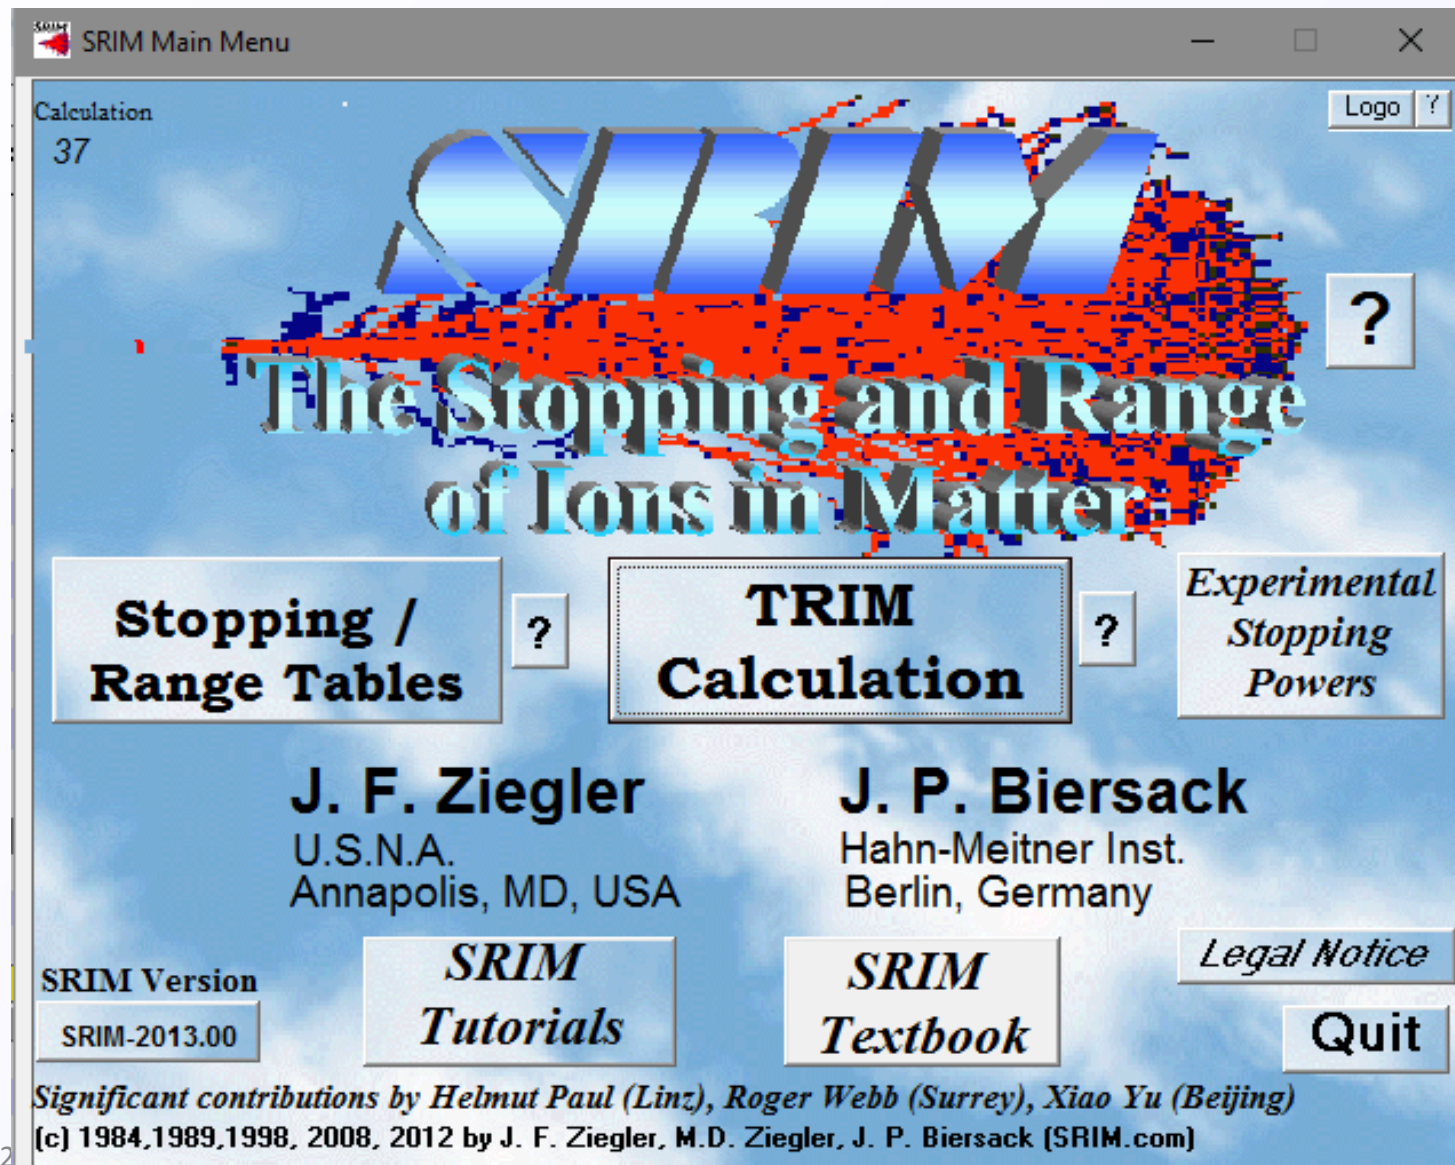 SRIM
SRIM Main Menu
Calculation
37
Logo
?
SRIM
?
The Stopping and Range
of Ions in Matter
Stopping /
Range Tables
?
TRIM
Calculation
?
Experimental
Stopping
Powers
J. F. Ziegler
U.S.N.A.
Annapolis, MD, USA
J. P. Biersack
Hahn-Meitner Inst.
Berlin, Germany
SRIM Version
SRIM-2013.00
SRIM
Tutorials
SRIM
Textbook
Legal Notice
Quit
Significant contributions by Helmut Paul (Linz), Roger Webb (Surrey), Xiao Yu (Beijing)
(c) 1984,1989,1998, 2008, 2012 by J. F. Ziegler, M.D. Ziegler, J. P. Biersack (SRIM.com)
2